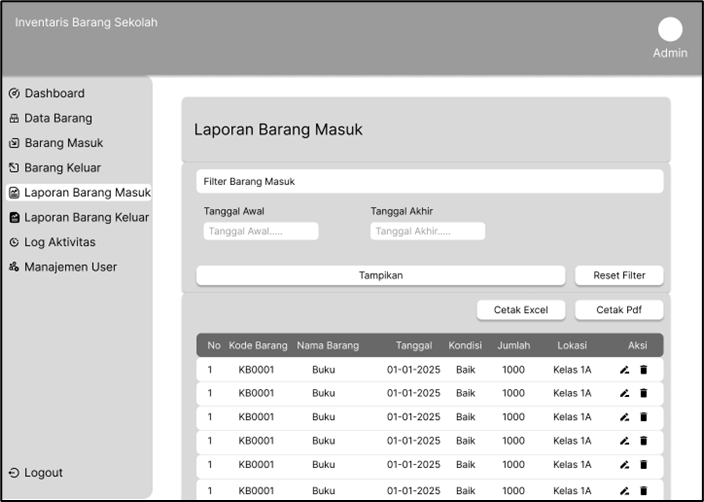 Inventaris Barang Sekolah
Admin
Dashboard
Data Barang
Barang Masuk
Barang Keluar
Laporan Barang Masuk
Laporan Barang Keluar
Log Aktivitas
Manajemen User
Logout
Laporan Barang Masuk
Filter Barang Masuk
Tanggal Awal Tanggal Akhir
Tanggal Awal..... Tanggal Akhir.....
Tampikan Reset Filter
Cetak Excel Cetak Pdf
No Kode Barang Nama Barang Tanggal Kondisi Jumlah Lokasi Aksi
1 KB0001 Buku 01-01-2025 Baik 1000 Kelas 1A
1 KB0001 Buku 01-01-2025 Baik 1000 Kelas 1A
1 KB0001 Buku 01-01-2025 Baik 1000 Kelas 1A
1 KB0001 Buku 01-01-2025 Baik 1000 Kelas 1A
1 KB0001 Buku 01-01-2025 Baik 1000 Kelas 1A
1 KB0001 Buku 01-01-2025 Baik 1000 Kelas 1A